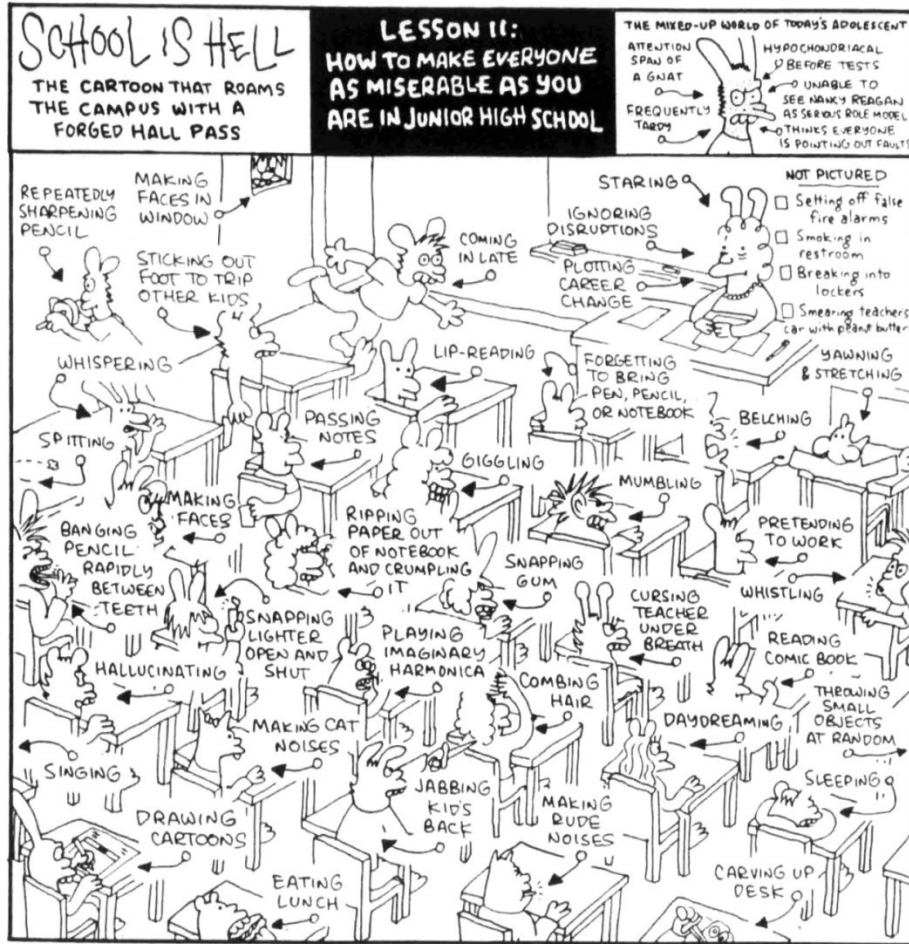 SCHOOL IS HELL
THE CARTOON THAT ROAMS
THE CAMPUS WITH A
FORGED HALL PASS
LESSON 11:
HOW TO MAKE EVERYONE
AS MISERABLE AS YOU
ARE IN JUNIOR HIGH SCHOOL
THE MIXED-UP WORLD OF TODAY'S ADOLESCENT
ATTENTION
SPAN OF
A GNAT
FREQUENTLY
TARDY
HYPOCHONDRIACAL
BEFORE TESTS
UNABLE TO
SEE NANCY REAGAN
AS SERIOUS ROLE MODEL
THINKS EVERYONE
IS POINTING OUT FAULTS
REPEATEDLY
SHARPENING
PENCIL
MAKING
FACES IN
WINDOW
STICKING OUT
FOOT TO TRIP
OTHER KIDS
COMING
IN LATE
STARING
IGNORING
DISRUPTIONS
PLOTTING
CAREER
CHANGE
NOT PICTURED
Setting off false
fire alarms
Smoking in
restroom
Breaking into
lockers
Smearing teachers
car with peanut butter
WHISPERING
LIP-READING
FORGETTING
TO BRING
PEN, PENCIL,
OR NOTEBOOK
YAWNING
& STRETCHING
SPITTING
PASSING
NOTES
BELCHING
GIGGLING
MUMBLING
MAKING
FACES
BANGING
PENCIL
RAPIDLY
BETWEEN
TEETH
RIPPING
PAPER OUT
OF NOTEBOOK
AND CRUMPLING
IT
SNAPPING
GUM
PRETENDING
TO WORK
WHISTLING
SNAPPING
LIGHTER
OPEN AND
SHUT
PLAYING
IMAGINARY
HARMONICA
CURSING
TEACHER
UNDER
BREATH
READING
COMIC BOOK
HALLUCINATING
COMBING
HAIR
THROWING
SMALL
OBJECTS
AT RANDOM
MAKING CAT
NOISES
DAYDREAMING
SINGING
JABBING
KID'S
BACK
MAKING
RUDE
NOISES
SLEEPING
DRAWING
CARTOONS
EATING
LUNCH
CARVING UP
DESK